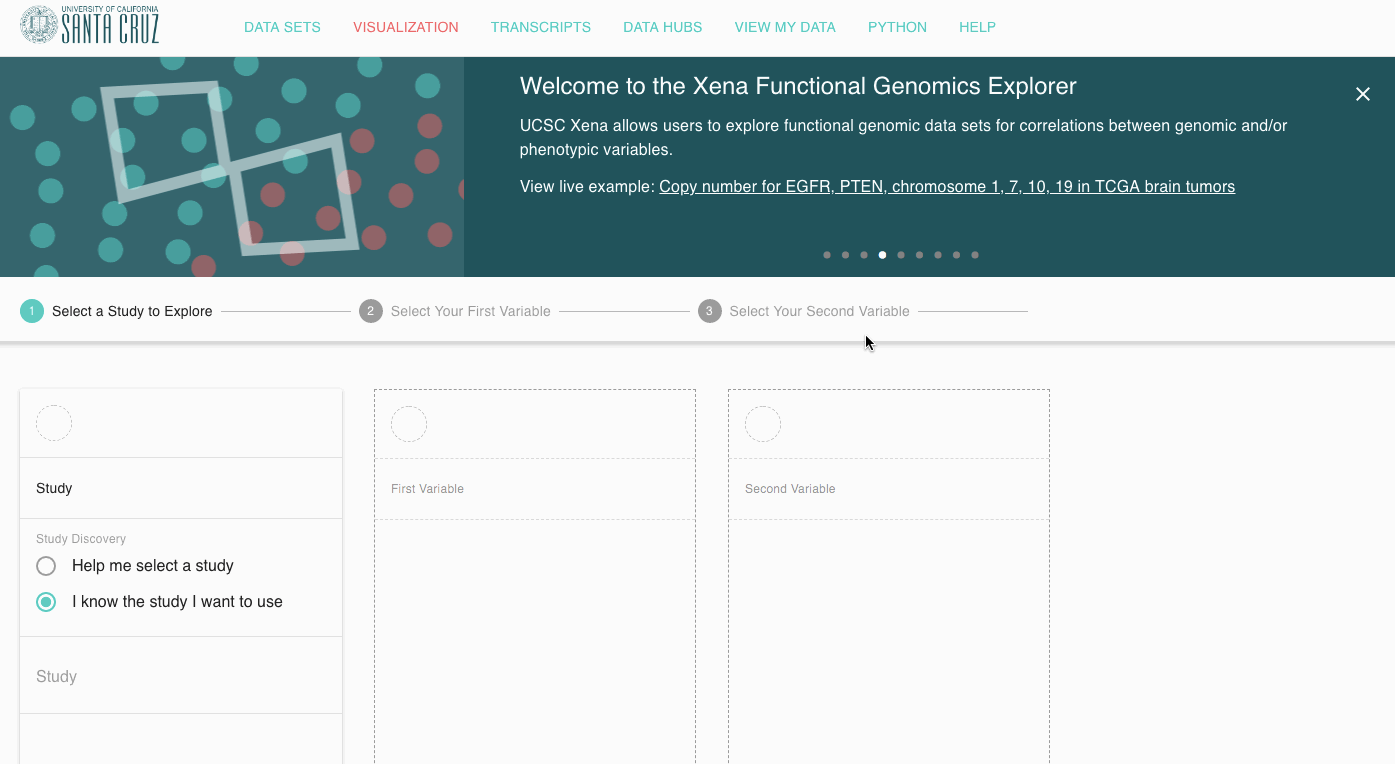 UNIVERSITY OF CALIFORNIA
SANTA CRUZ
DATA SETS
VISUALIZATION
TRANSCRIPTS
DATA HUBS
VIEW MY DATA
PYTHON
HELP
Welcome to the Xena Functional Genomics Explorer
UCSC Xena allows users to explore functional genomic data sets for correlations between genomic and/or
phenotypic variables.
View live example: Copy number for EGFR, PTEN, chromosome 1, 7, 10, 19 in TCGA brain tumors
1 Select a Study to Explore
2 Select Your First Variable
3 Select Your Second Variable
Study
First Variable
Second Variable
Study Discovery
Help me select a study
I know the study I want to use
Study